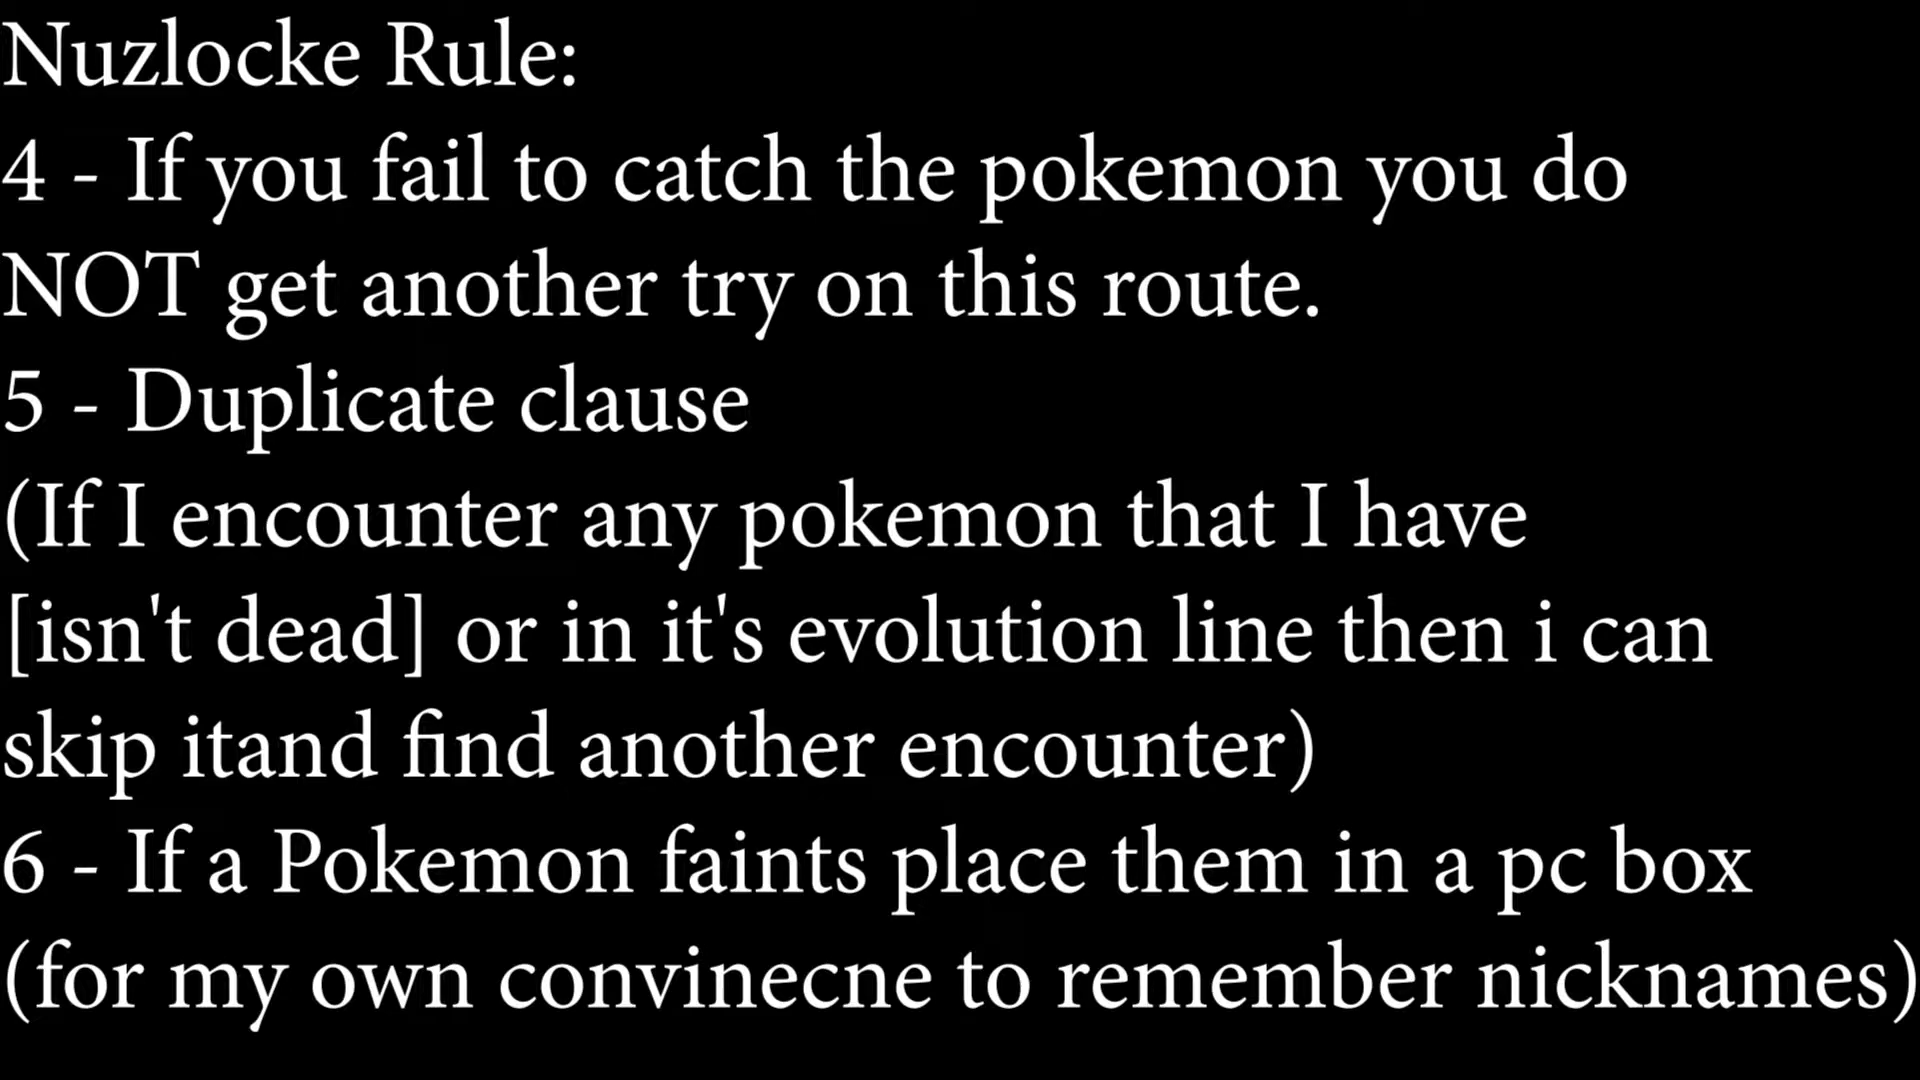 Nuzlocke Rule:
4 - If you fail to catch the pokemon you do
NOT get another try on this route.
5 - Duplicate clause
(If I encounter any pokemon that I have
[isn't dead] or in it's evolution line then i can
skip itand find another encounter)
6 - If a Pokemon faints place them in a pc box
(for my own convinecne to remember nicknames)